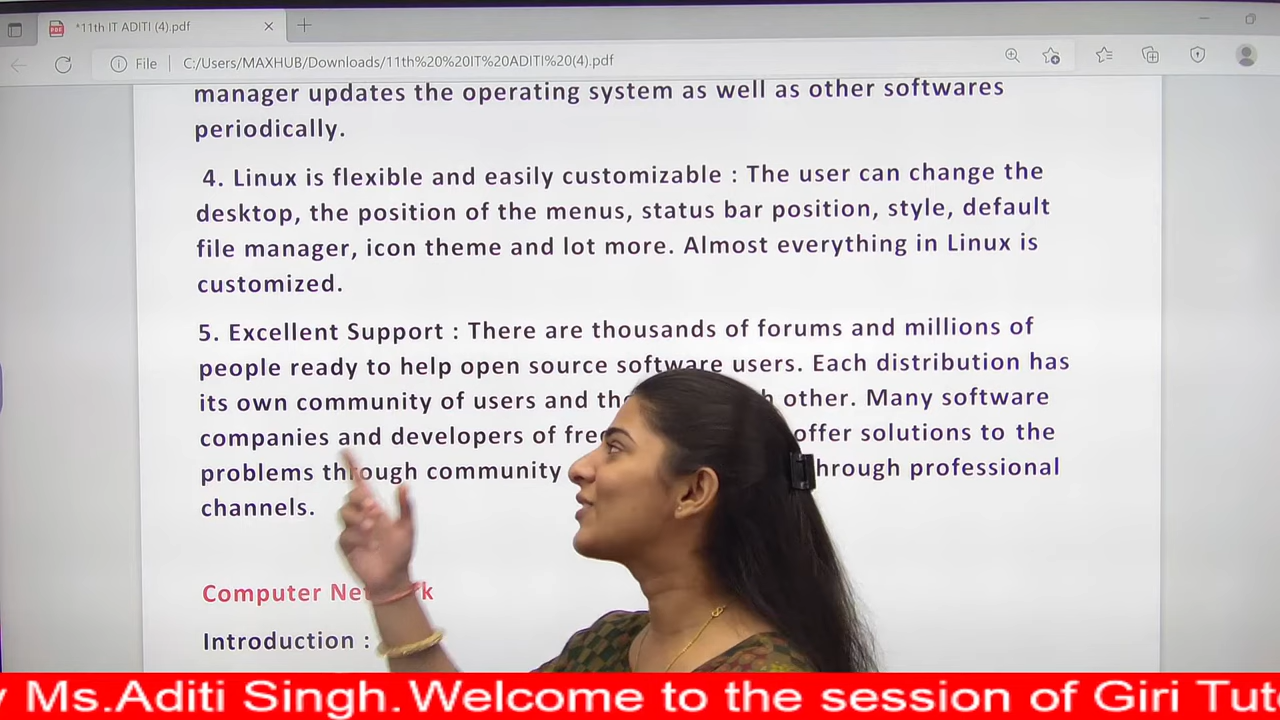 *11th IT ADITI (4).pdf
File
C:/Users/MAXHUB/Downloads/11th%20%20IT%20ADITI%20(4).pdf
manager updates the operating system as well as other softwares
periodically.
4. Linux is flexible and easily customizable : The user can change the
desktop, the position of the menus, status bar position, style, default
file manager, icon theme and lot more. Almost everything in Linux is
customized.
5. Excellent Support : There are thousands of forums and millions of
people ready to help open source software users. Each distribution has
its own community of users and other. Many software
companies and developers of offer solutions to the
problems through community through professional
channels.
Computer Network
Introduction :
Ms.Aditi Singh.Welcome to the session of Giri